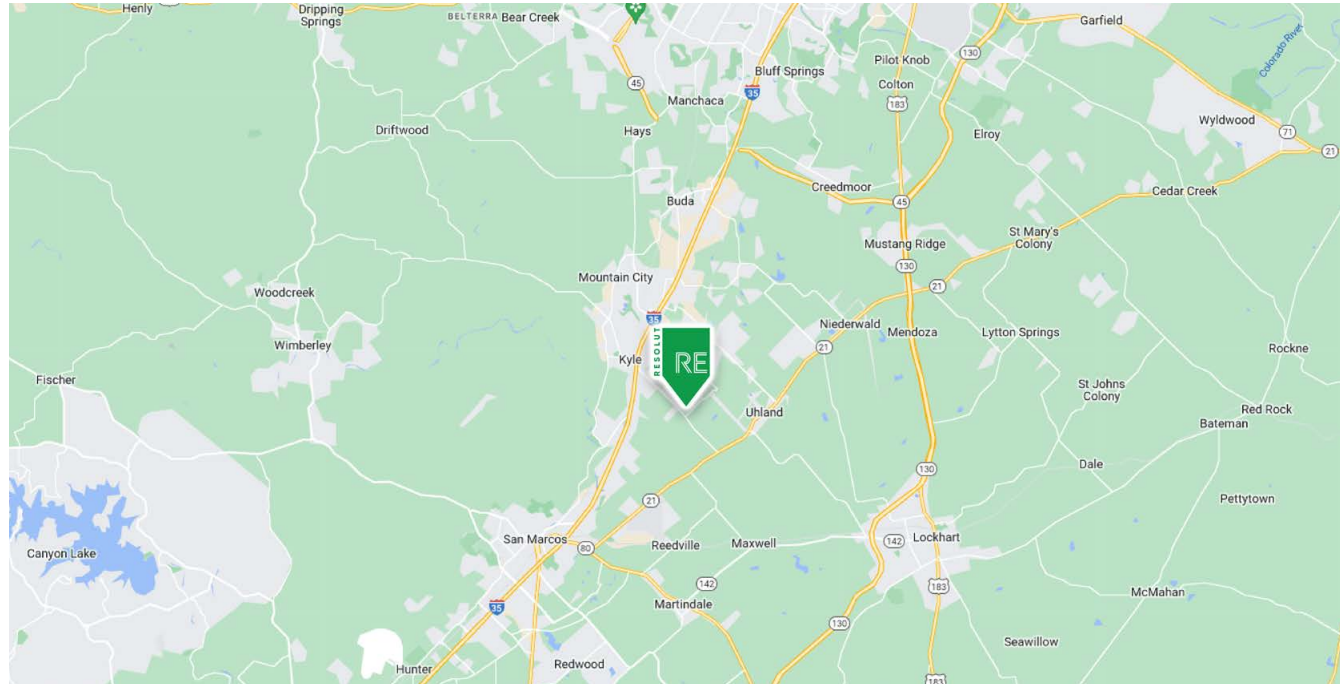 Henly
Dripping
Springs
BELTERRA
Bear Creek
Garfield
130
Colorado River
45
Bluff Springs
Pilot Knob
Colton
35
Manchaca
183
Wyldwood
71
21
Driftwood
Hays
Elroy
Creedmoor
Cedar Creek
45
Buda
St Mary's
Colony
Mustang Ridge
130
Mountain City
21
Woodcreek
35
Niederwald
Mendoza
Lytton Springs
Wimberley
21
Rockne
RESOLUT
RE
Kyle
Fischer
St Johns
Colony
Uhland
Red Rock
Bateman
Dale
130
21
Pettytown
San Marcos
80
Reedville
Maxwell
142
Lockhart
Canyon Lake
142
183
McMahan
35
Martindale
130
Seawillow
Hunter
Redwood
183